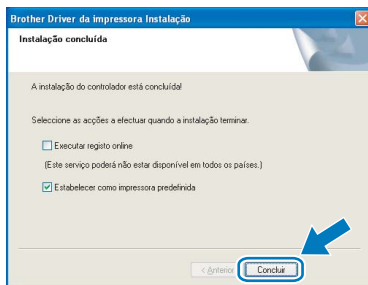 Brother Driver da impressora Instalação
Instalação concluída
A instalação do controlador está concluída!
Seleccione as acções a efectuar quando a instalação terminar.
Executar registo online
(Este serviço poderá não estar disponível em todos os países.)
Estabelecer como impressora predefinida
< Anterior Concluir